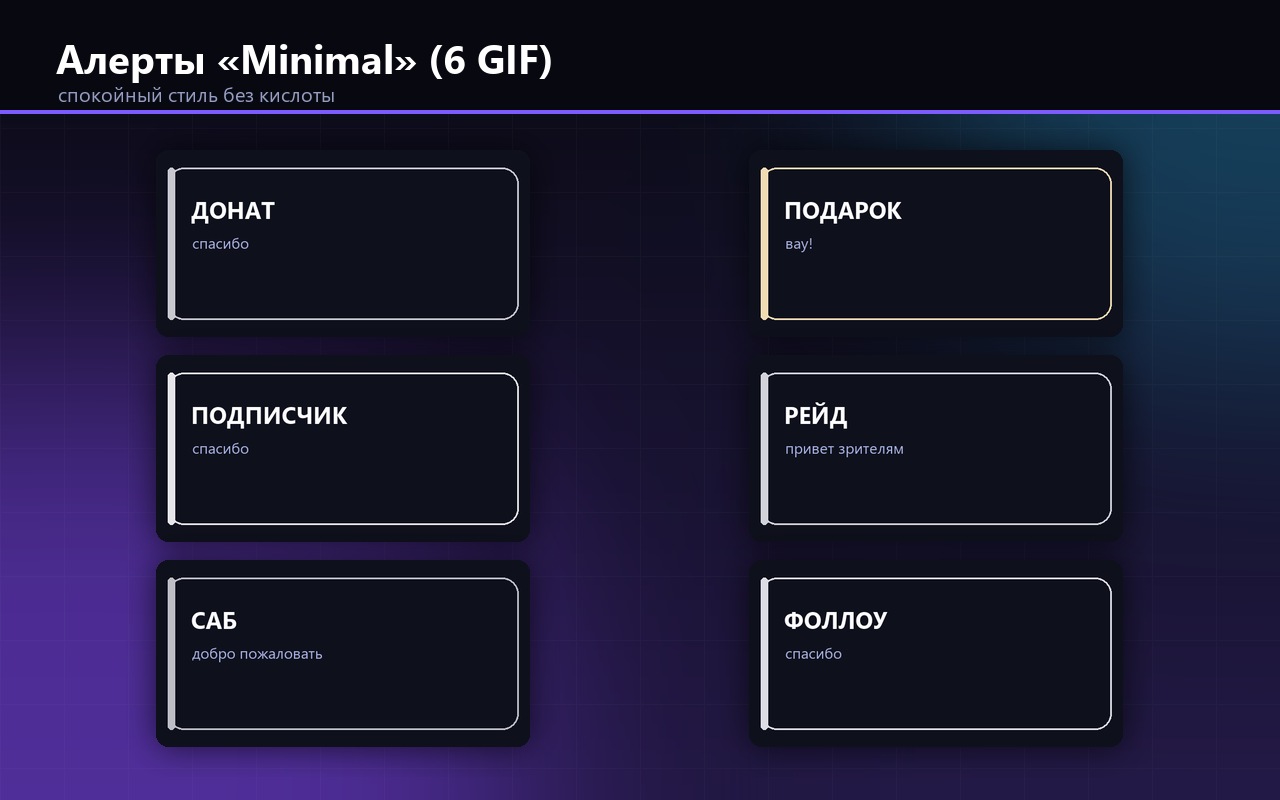 Алерты «Minimal» (6 GIF)
спокойный стиль без кислоты
ДОНАТ
спасибо
ПОДАРОК
вау!
ПОДПИСЧИК
спасибо
РЕЙД
привет зрителям
САБ
добро пожаловать
ФОЛЛОУ
спасибо